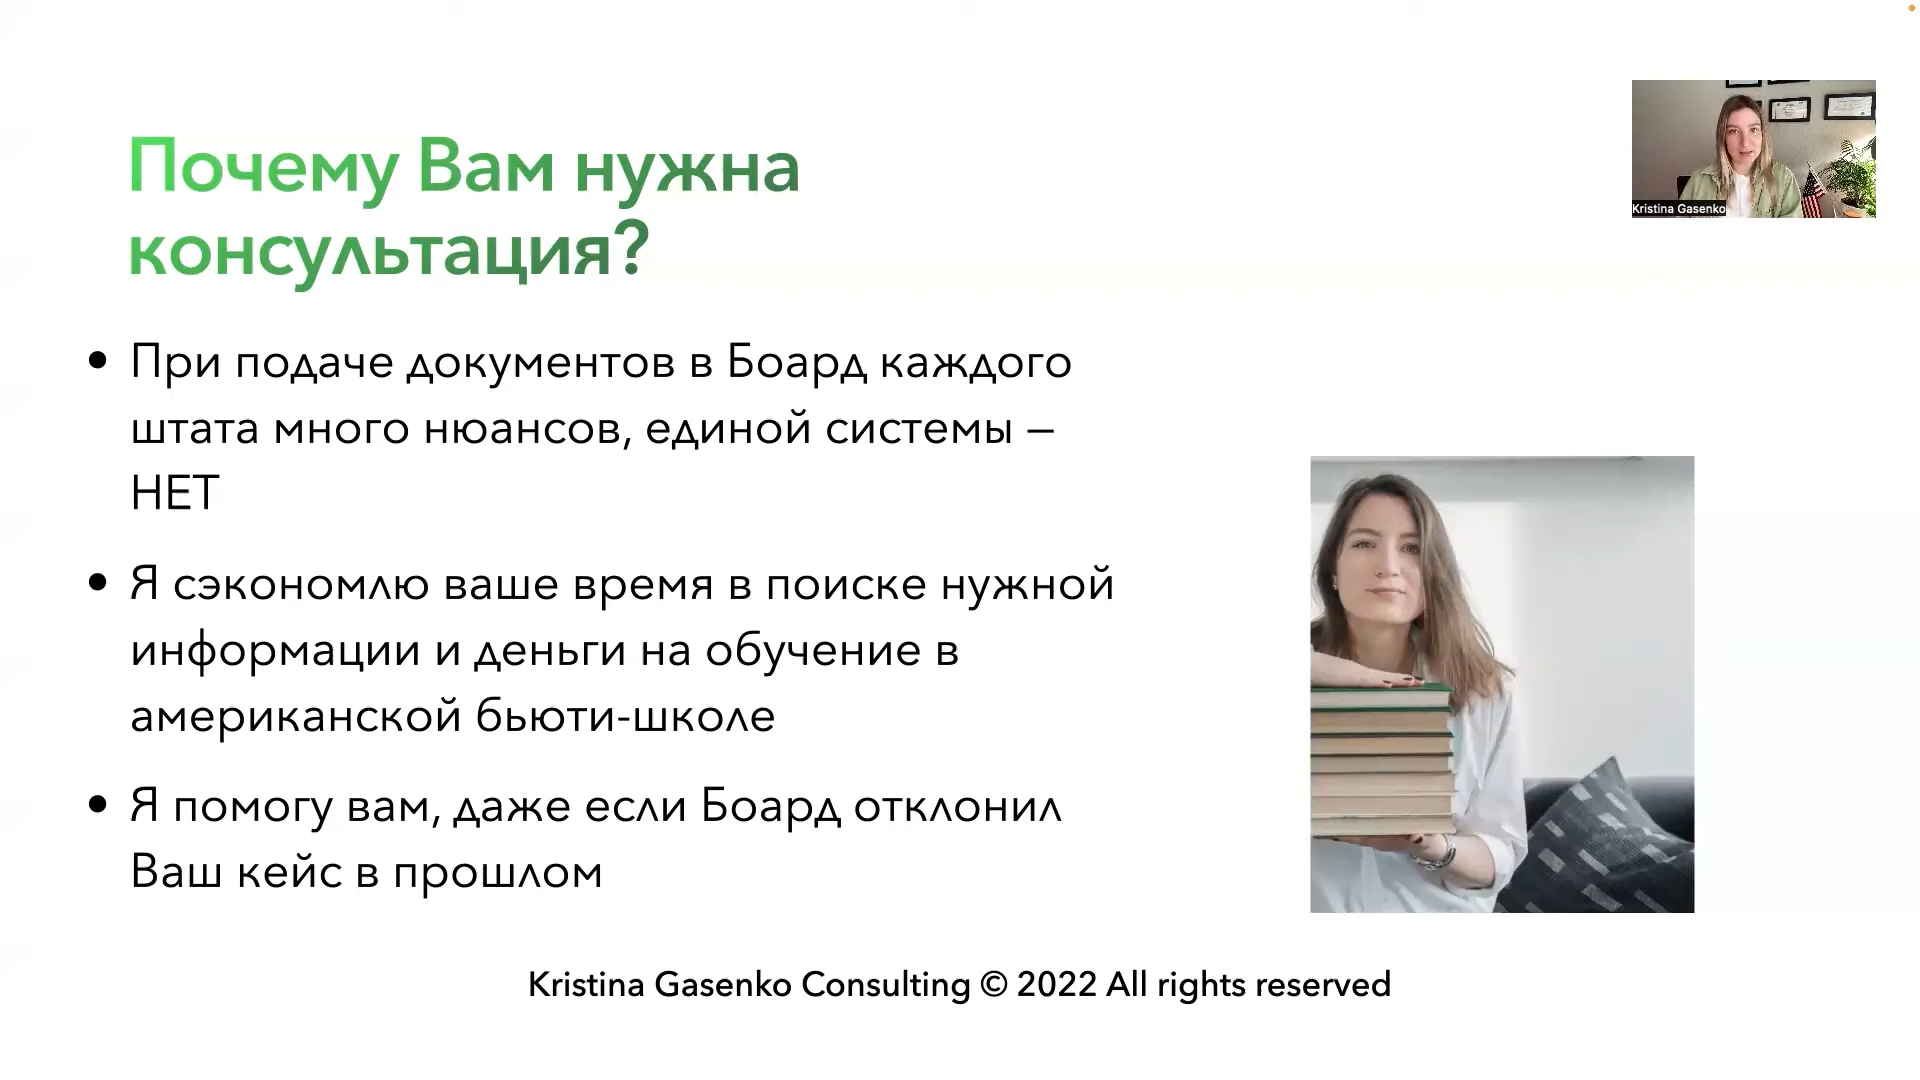 Почему Вам нужна
консультация?
Kristina Gasenko
• При подаче документов в Боард каждого
штата много нюансов, единой системы –
НЕТ
• Я сэкономлю ваше время в поиске нужной
информации и деньги на обучение в
американской бьюти-школе
• Я помогу вам, даже если Боард отклонил
Ваш кейс в прошлом
Kristina Gasenko Consulting © 2022 All rights reserved